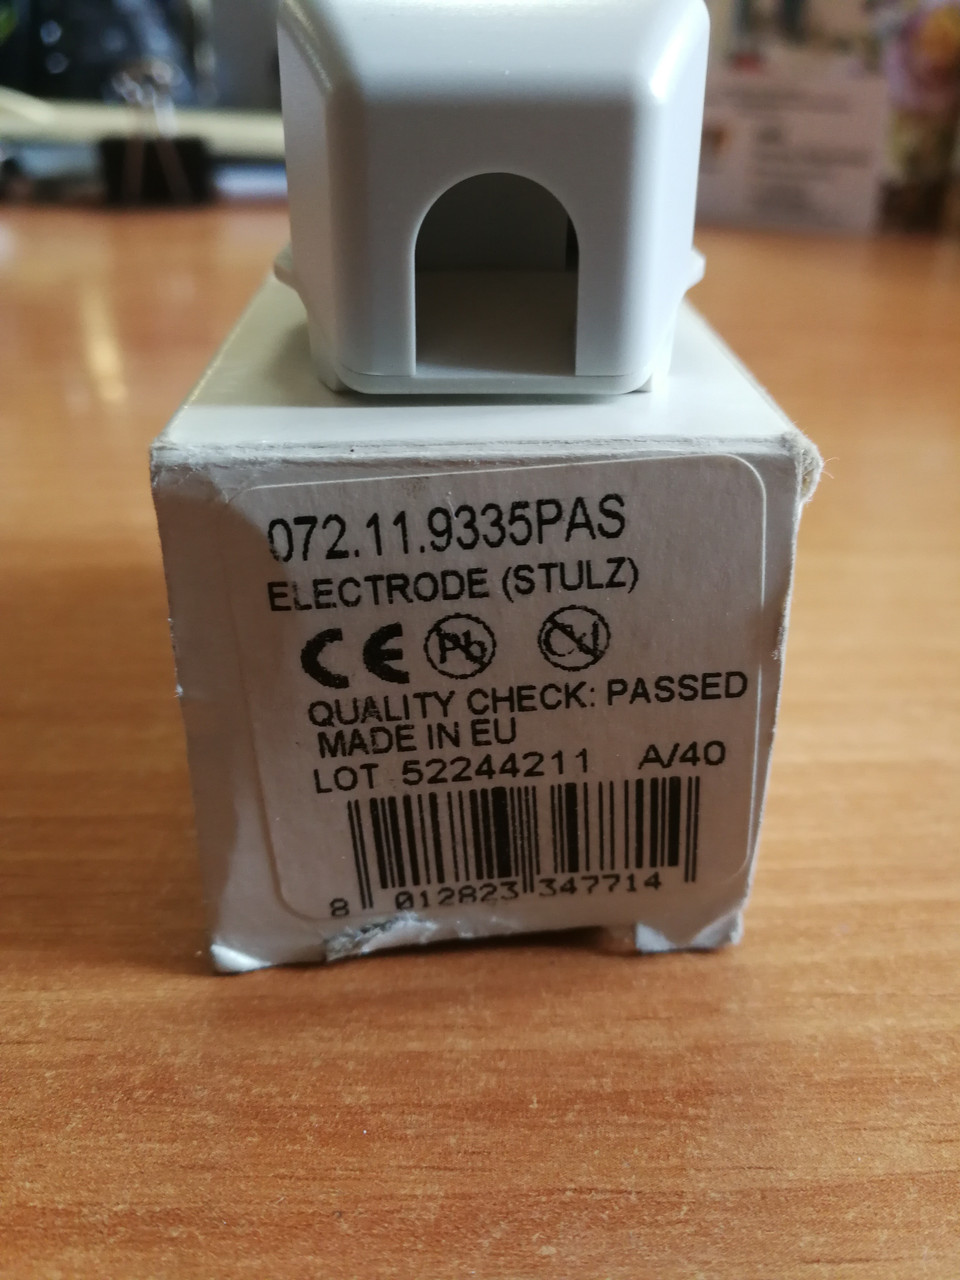 072.11.9335PAS
ELECTRODE (STULZ)
CE Pb Cd
QUALITY CHECK: PASSED
MADE IN EU
LOT 52244211 A/40
8 012823 347714